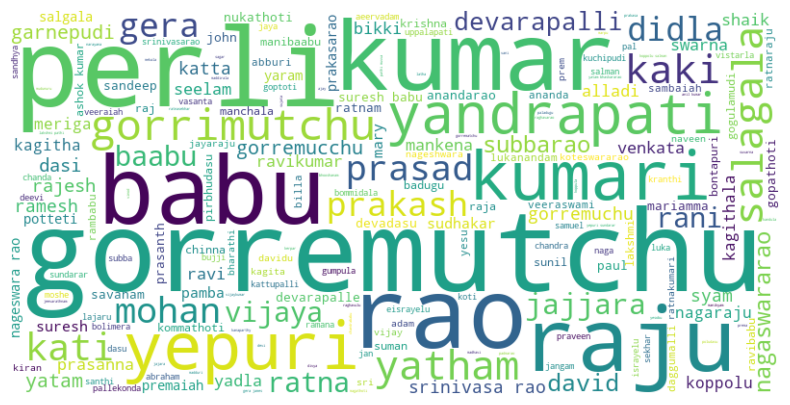 salgala nukathoti jaya krishna aeervadam
garnepudi gera srinivasarao john bikki uppalapati pal devarapalli didla shaik
perli kumar
sandhya manibaabu prakasarao swarna salman kuchipudi vistarla ratnaraju
ashok kumar sandeep katta abburi prem kaki
seelam yaram goptoti suresh babu anandarao ananda alladi sambaiah
veeraiah raj vasanta ratnam yandrapati salagala
meriga manchala gorrimutchu mary gogulamudi
kagitha jayaraju nageshwara mankena subbarao naveen
dasi baabu gorremucchu lukanandam koteswararao venkata gopathoti
chanda rajesh ravikumar prasad badugu kranthi bontapuri
deevi ramesh babu pirbhudasu billa bommidala kumari mariamma kagithala
potteti rambabu prakash raja veeraswami gorremuchu lakshmi rani
chinna devadasu sudhakar
gorremutchu
nageswara rao prasanth bharathi yesu chandra samuel nagaswararao
sundarar subba ravi bujji davidu rao sunil naga paul luka ratnakumari
savanam pamba devarapalle kagita gumpula eisrayelu raju jajjara syam
moshe mohan vijaya kattupalli koti nagaraju
lajaru bolimera kommathoti ramana adam israyelu ravibabu
suresh kati dasu yepuri vijay suman yatham praveen sekhar daggumalli
kiran prasanna jan jangam
yatam santhi abraham yadla ratna sri srinivasa rao david koppolu
pallekonda premaiah